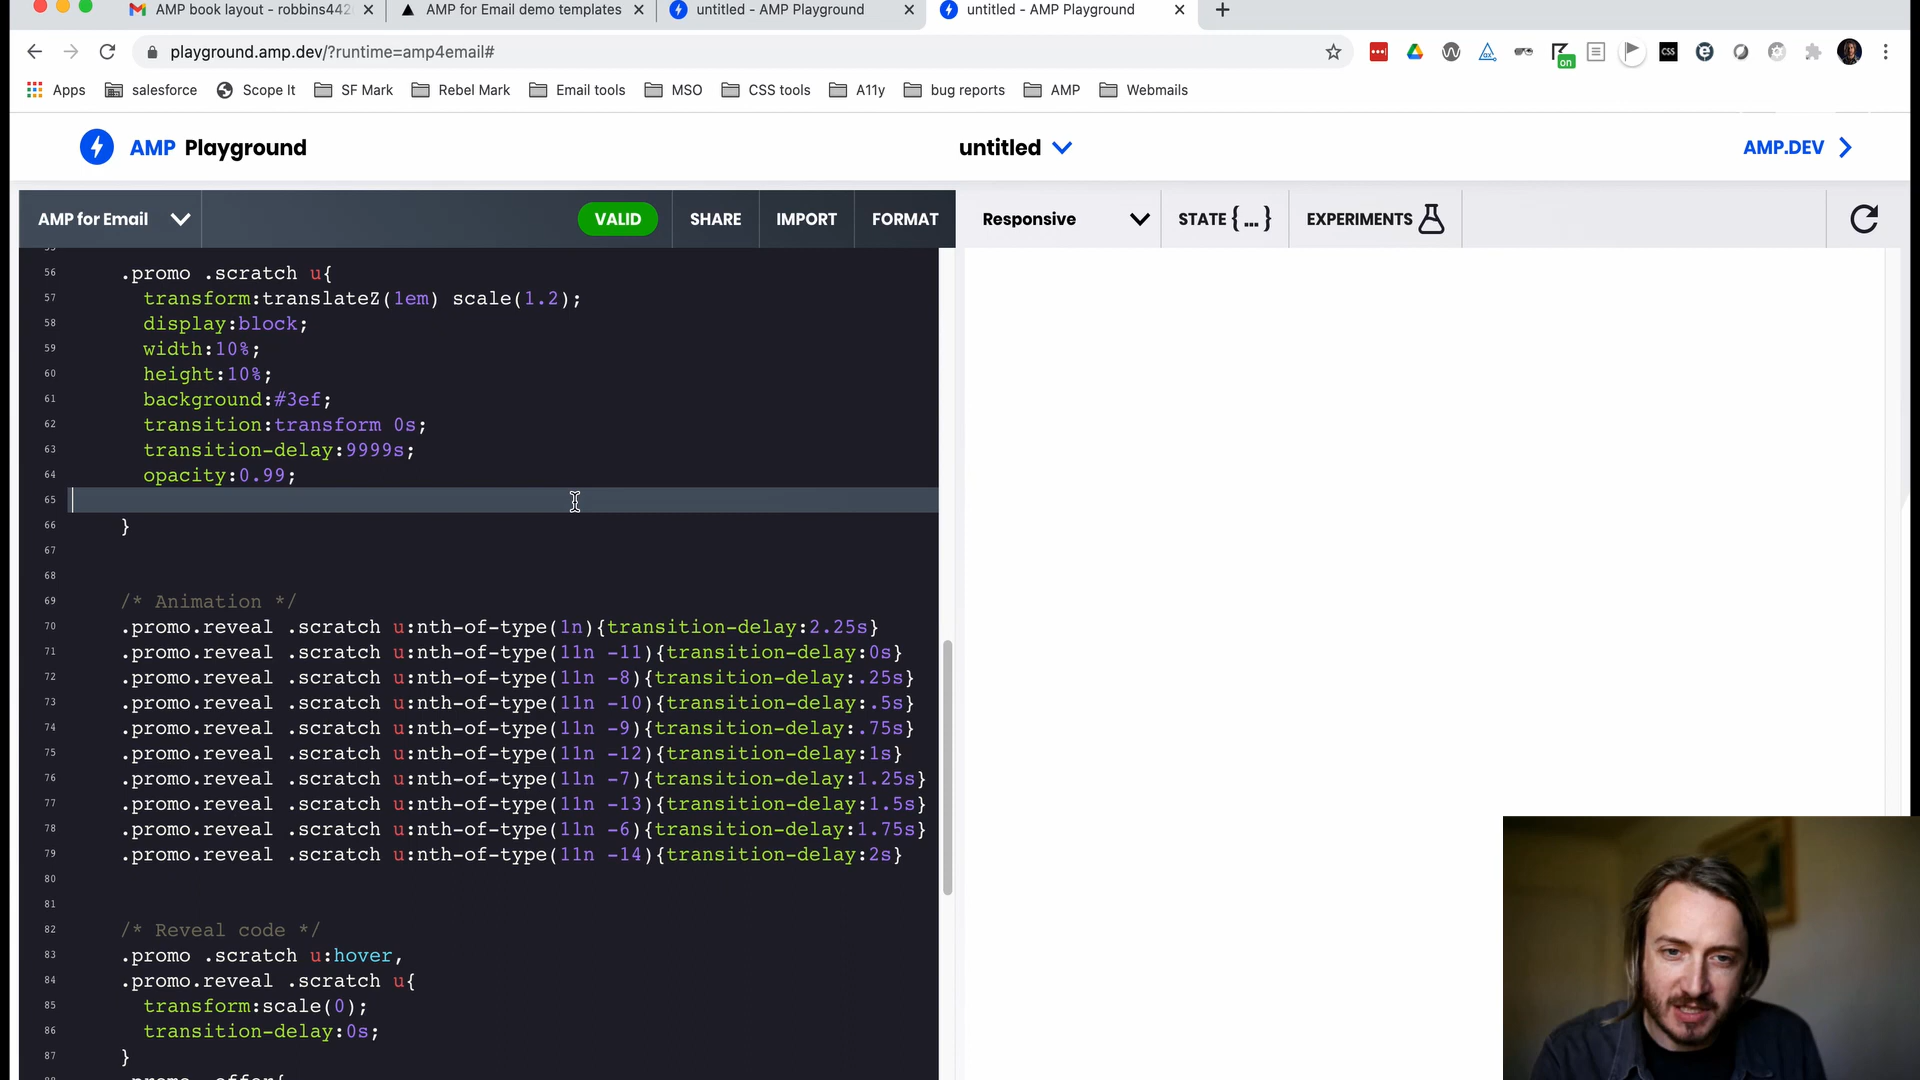 AMP book layout - robbins442
AMP for Email demo templates
untitled - AMP Playground
untitled - AMP Playground
playground.amp.dev/?runtime=amp4email#
on
CSS
Apps
salesforce
Scope It
SF Mark
Rebel Mark
Email tools
MSO
CSS tools
A11y
bug reports
AMP
Webmails
AMP Playground
untitled
AMP.DEV
AMP for Email
VALID
SHARE
IMPORT
FORMAT
Responsive
STATE {...}
EXPERIMENTS
55
56 .promo .scratch u{
57 transform:translateZ(1em) scale(1.2);
58 display:block;
59 width:10%;
60 height:10%;
61 background:#3ef;
62 transition:transform 0s;
63 transition-delay:9999s;
64 opacity:0.99;
65
66 }
67
68
69 /* Animation */
70 .promo.reveal .scratch u:nth-of-type(1n){transition-delay:2.25s}
71 .promo.reveal .scratch u:nth-of-type(11n -11){transition-delay:0s}
72 .promo.reveal .scratch u:nth-of-type(11n -8){transition-delay:.25s}
73 .promo.reveal .scratch u:nth-of-type(11n -10){transition-delay:.5s}
74 .promo.reveal .scratch u:nth-of-type(11n -9){transition-delay:.75s}
75 .promo.reveal .scratch u:nth-of-type(11n -12){transition-delay:1s}
76 .promo.reveal .scratch u:nth-of-type(11n -7){transition-delay:1.25s}
77 .promo.reveal .scratch u:nth-of-type(11n -13){transition-delay:1.5s}
78 .promo.reveal .scratch u:nth-of-type(11n -6){transition-delay:1.75s}
79 .promo.reveal .scratch u:nth-of-type(11n -14){transition-delay:2s}
80
81
82 /* Reveal code */
83 .promo .scratch u:hover,
84 .promo.reveal .scratch u{
85 transform:scale(0);
86 transition-delay:0s;
87 }